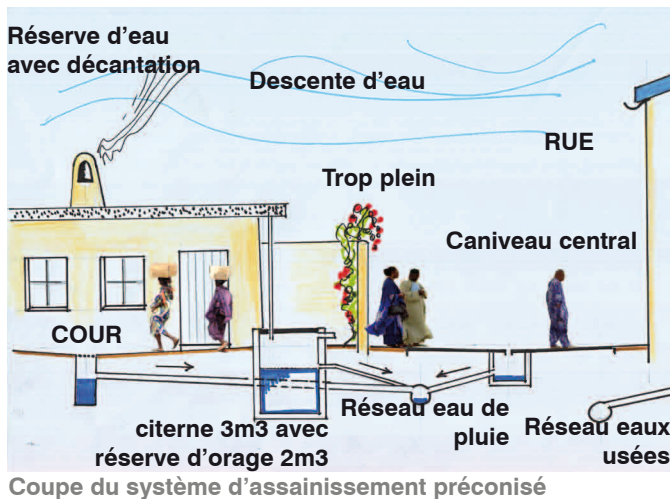 Réserve d'eau
avec décantation
Descente d'eau
RUE
Trop plein
Caniveau central
COUR
citerne 3m3 avec
réserve d'orage 2m3
Réseau eau de
pluie
Réseau eaux
usées
Coupe du système d'assainissement préconisé